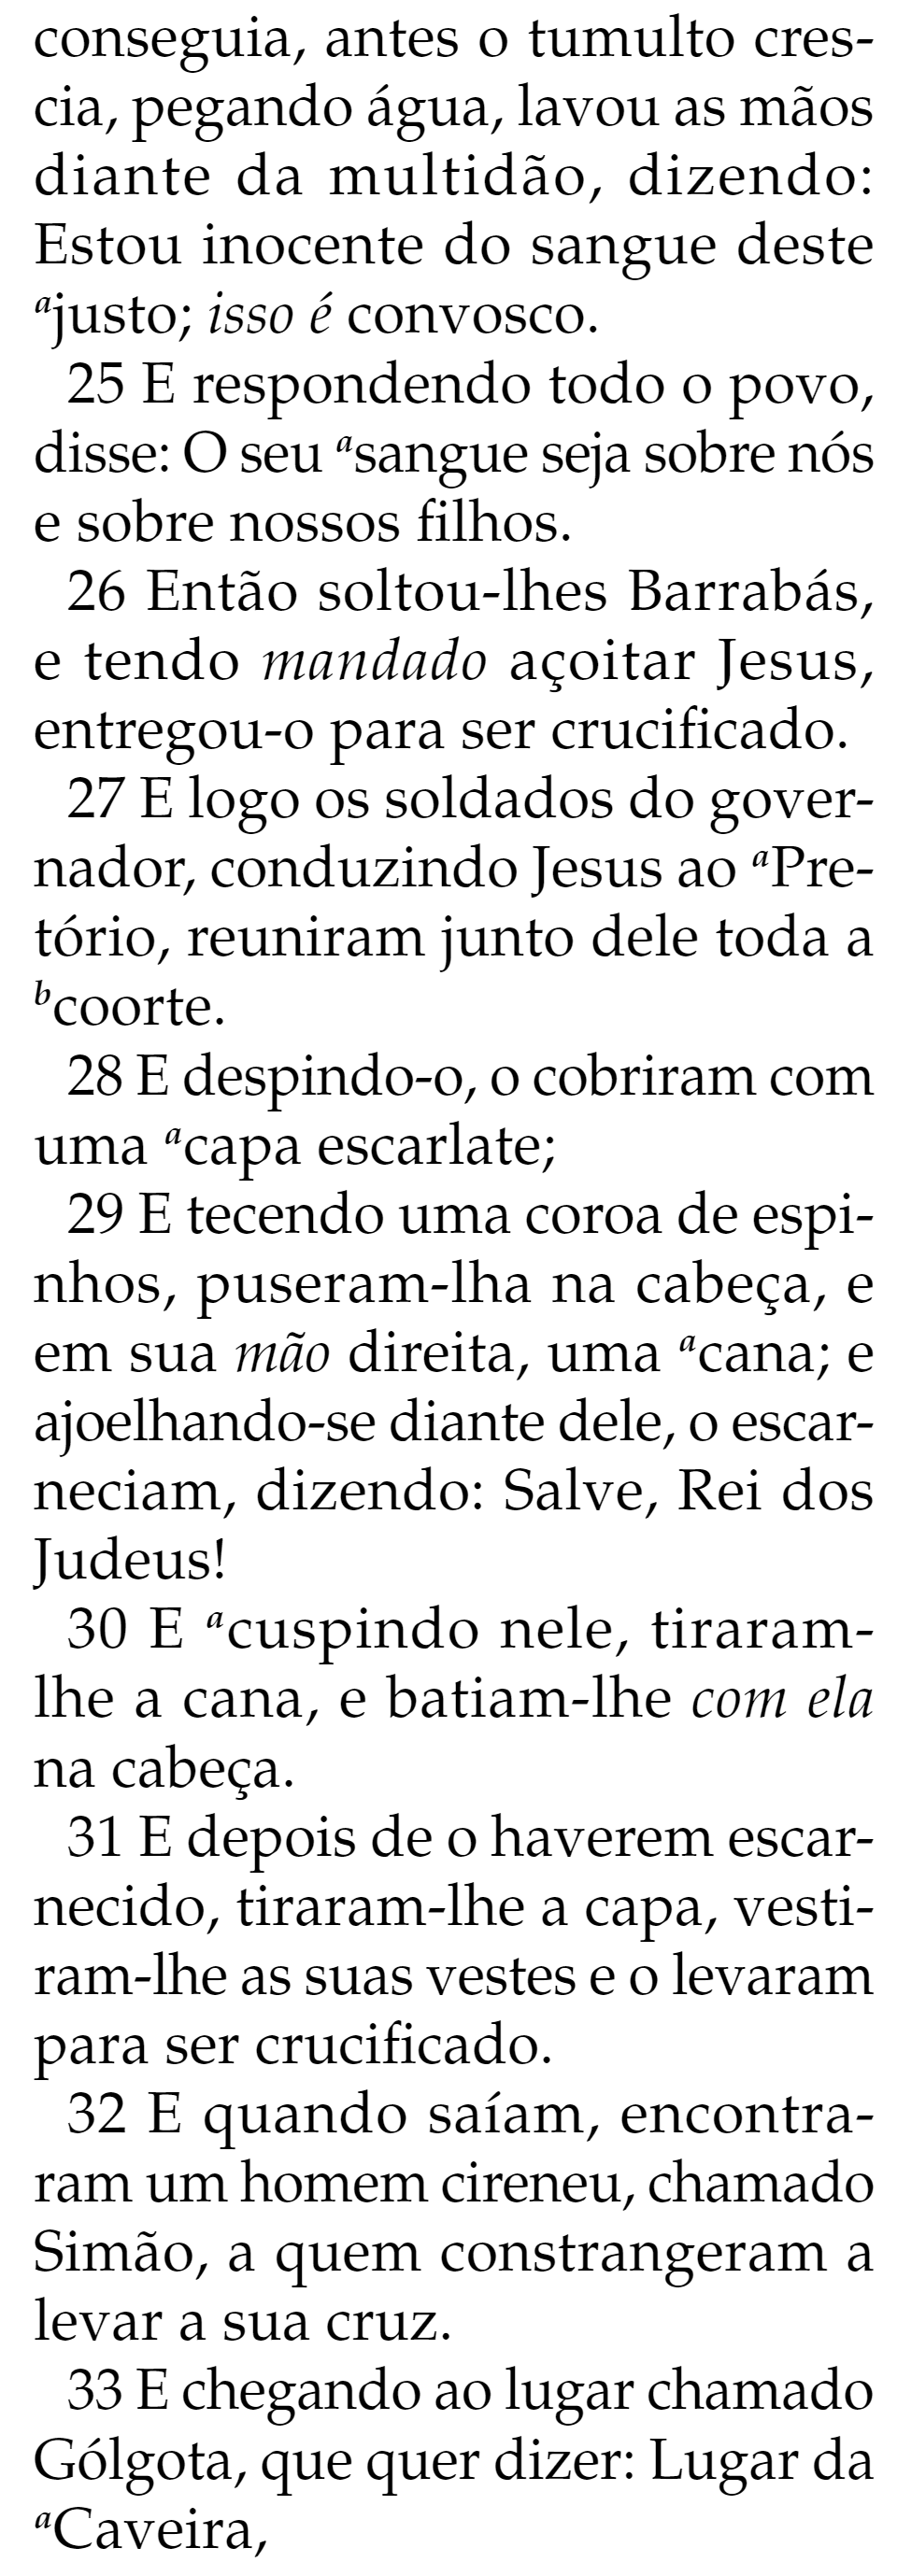 conseguia, antes o tumulto cres-
cia, pegando água, lavou as mãos
diante da multidão, dizendo:
Estou inocente do sangue deste
ajusto; isso é convosco.
25 E respondendo todo o povo,
disse: O seu asangue seja sobre nós
e sobre nossos filhos.
26 Então soltou-lhes Barrabás,
e tendo mandado açoitar Jesus,
entregou-o para ser crucificado.
27 E logo os soldados do gover-
nador, conduzindo Jesus ao aPre-
tório, reuniram junto dele toda a
bcoorte.
28 E despindo-o, o cobriram com
uma acapa escarlate;
29 E tecendo uma coroa de espi-
nhos, puseram-lha na cabeça, e
em sua mão direita, uma acana; e
ajoelhando-se diante dele, o escar-
neciam, dizendo: Salve, Rei dos
Judeus!
30 E acuspindo nele, tiraram-
lhe a cana, e batiam-lhe com ela
na cabeça.
31 E depois de o haverem escar-
necido, tiraram-lhe a capa, vesti-
ram-lhe as suas vestes e o levaram
para ser crucificado.
32 E quando saíam, encontra-
ram um homem cireneu, chamado
Simão, a quem constrangeram a
levar a sua cruz.
33 E chegando ao lugar chamado
Gólgota, que quer dizer: Lugar da
aCaveira,